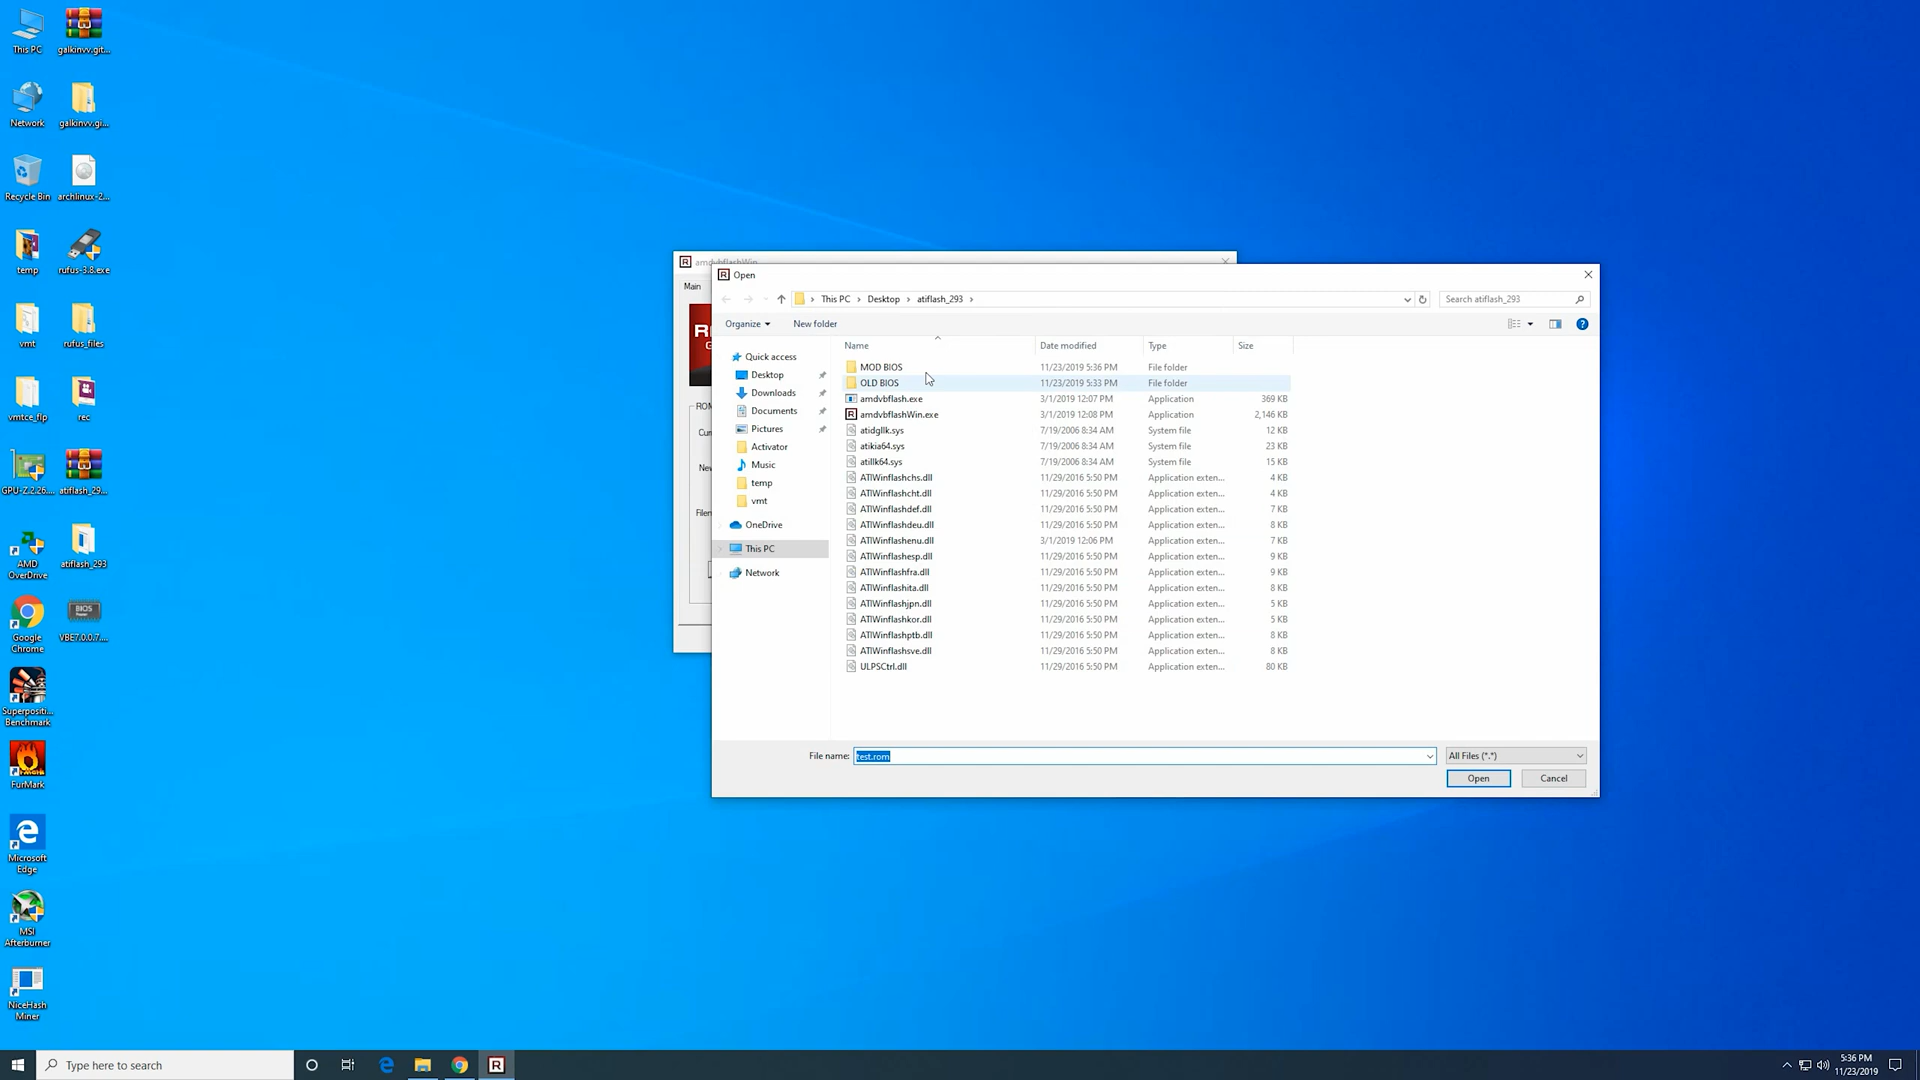 This PC
galkinvv.git...
Network
galkinvv.gi...
Recycle Bin
archlinux-2...
temp
rufus-3.8.exe
vmt
rufus_files
vmtce_flp
rec
GPU-Z.2.26....
atiflash_29...
AMD
OverDrive
atiflash_293
BIOS
Google
Chrome
VBE7.0.0.7....
Superpositi...
Benchmark
FurMark
Microsoft
Edge
MSI
Afterburner
NiceHash
Miner
amdvbflashWin
Main
Open
This PC > Desktop > atiflash_293 >
Search atiflash_293
Organize
New folder
Name Date modified Type Size
Quick access
Desktop
Downloads
Documents
Pictures
Activator
Music
temp
vmt
OneDrive
This PC
Network
MOD BIOS 11/23/2019 5:36 PM File folder
OLD BIOS 11/23/2019 5:33 PM File folder
amdvbflash.exe 3/1/2019 12:07 PM Application 369 KB
amdvbflashWin.exe 3/1/2019 12:08 PM Application 2,146 KB
atidgllk.sys 7/19/2006 8:34 AM System file 12 KB
atikia64.sys 7/19/2006 8:34 AM System file 23 KB
atillk64.sys 7/19/2006 8:34 AM System file 15 KB
ATIWinflashchs.dll 11/29/2016 5:50 PM Application exten... 4 KB
ATIWinflashcht.dll 11/29/2016 5:50 PM Application exten... 4 KB
ATIWinflashdef.dll 11/29/2016 5:50 PM Application exten... 7 KB
ATIWinflashdeu.dll 11/29/2016 5:50 PM Application exten... 8 KB
ATIWinflashenu.dll 3/1/2019 12:06 PM Application exten... 7 KB
ATIWinflashesp.dll 11/29/2016 5:50 PM Application exten... 9 KB
ATIWinflashfra.dll 11/29/2016 5:50 PM Application exten... 9 KB
ATIWinflashita.dll 11/29/2016 5:50 PM Application exten... 8 KB
ATIWinflashjpn.dll 11/29/2016 5:50 PM Application exten... 5 KB
ATIWinflashkor.dll 11/29/2016 5:50 PM Application exten... 5 KB
ATIWinflashptb.dll 11/29/2016 5:50 PM Application exten... 8 KB
ATIWinflashsve.dll 11/29/2016 5:50 PM Application exten... 8 KB
ULPSCtrl.dll 11/29/2016 5:50 PM Application exten... 80 KB
File name: test.rom
All Files (*.*)
Open
Cancel
Type here to search
5:36 PM
11/23/2019